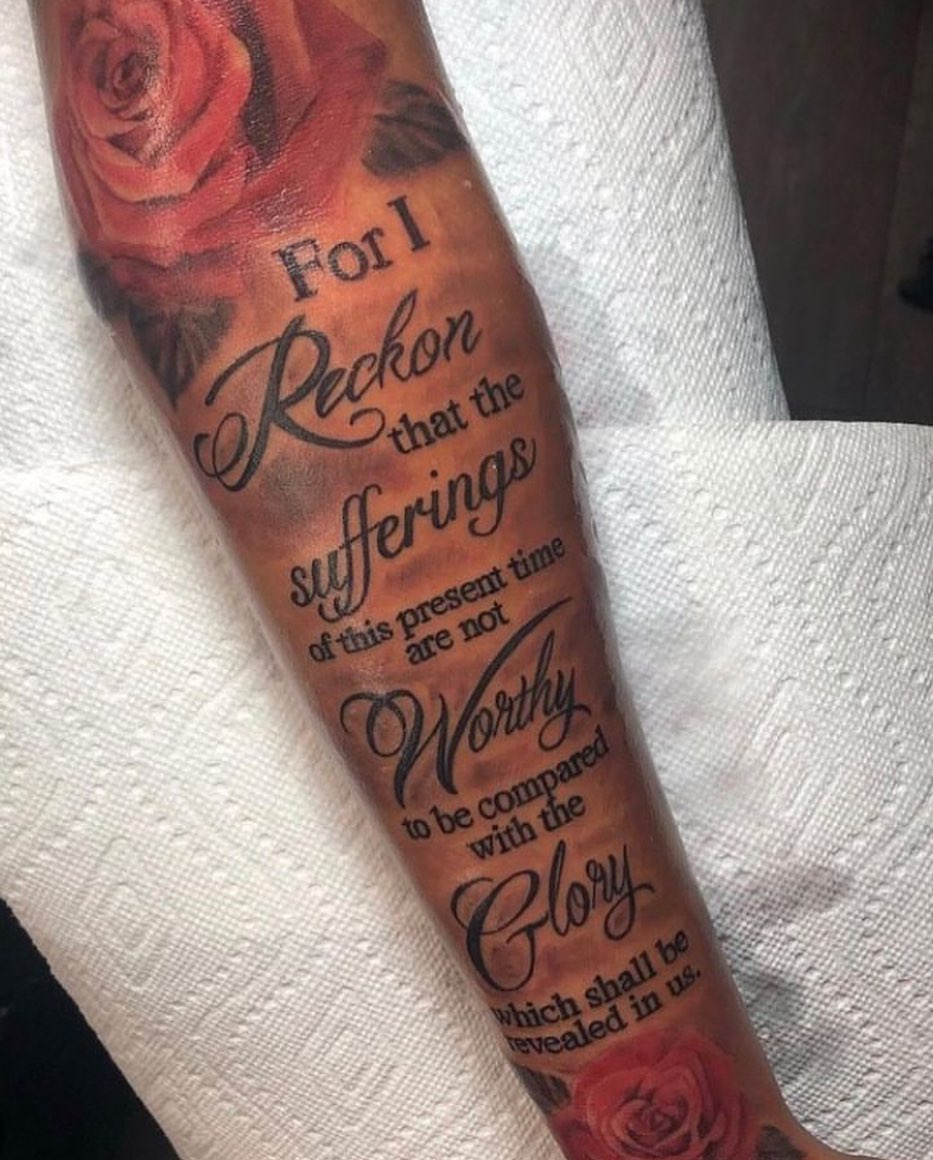 For I
Reckon
that the
sufferings
of this present time
are not
Worthy
to be compared
with the
Glory
which shall be
revealed in us.